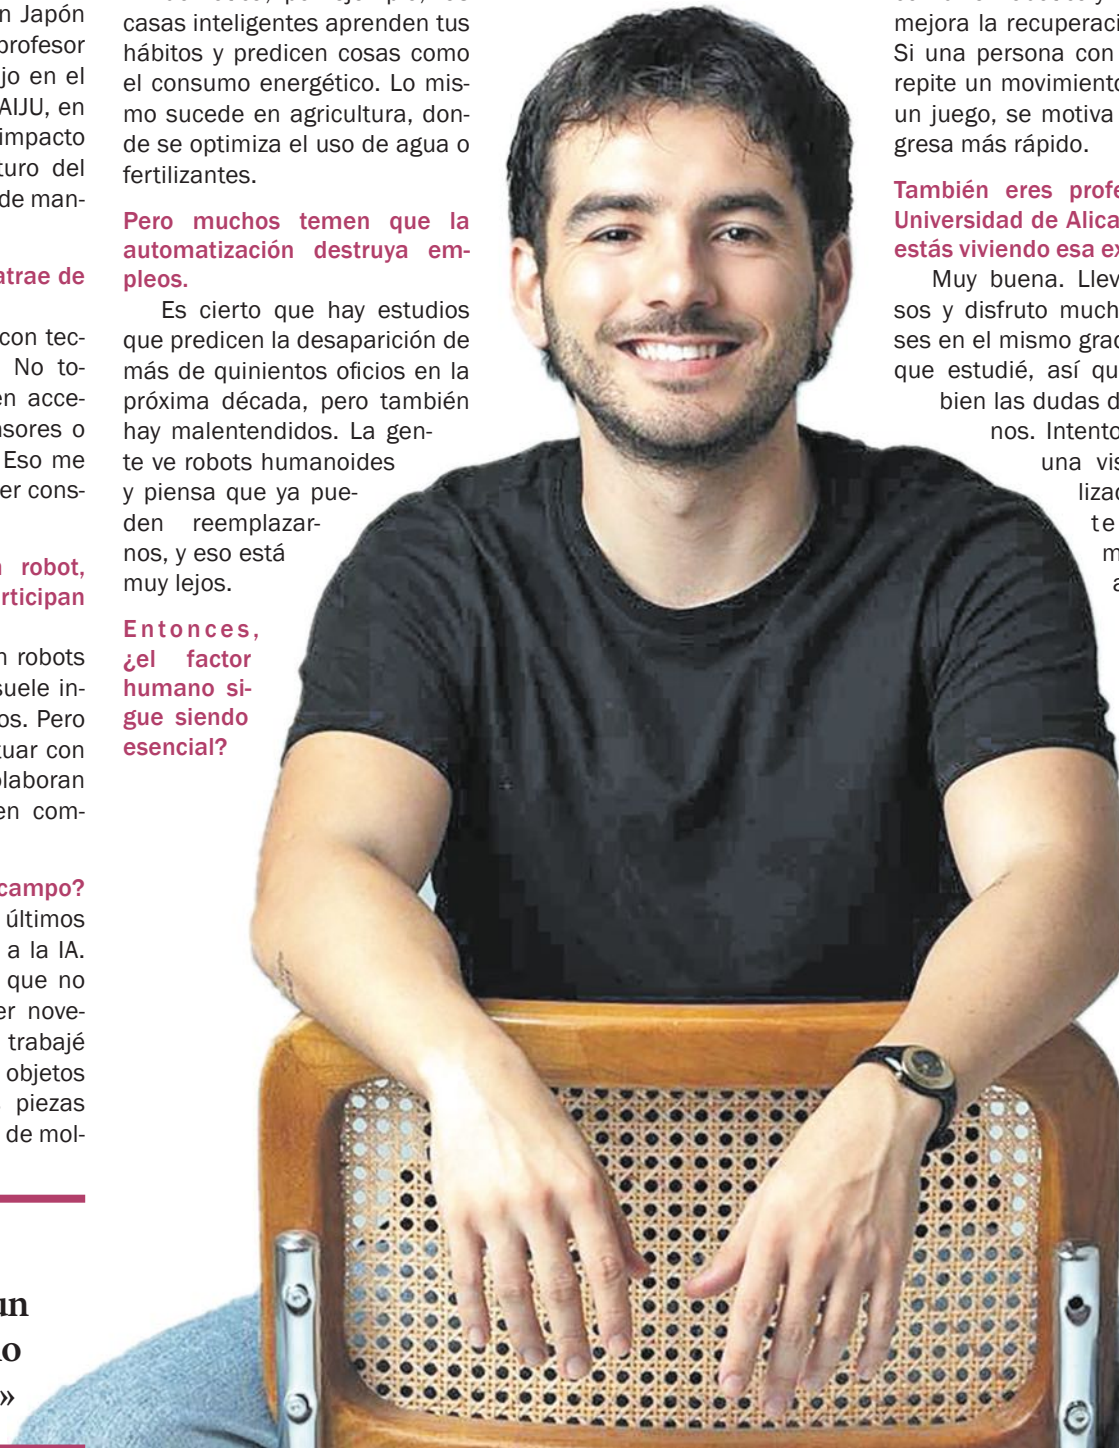 n Japón
profesor
jo en el
AIJU, en
impacto
turo del
de man-
atrae de
con tec-
No to-
en acce-
nsores o
Eso me
er cons-
robot,
rticipan
n robots
suele in-
os. Pero
tuar con
olaboran
en com-
campo?
últimos
a la IA.
que no
er nove-
trabajé
objetos
piezas
de mol-
un
»
casas inteligentes aprenden tus
hábitos y predicen cosas como
el consumo energético. Lo mis-
mo sucede en agricultura, don-
de se optimiza el uso de agua o
fertilizantes.
Pero muchos temen que la
automatización destruya em-
pleos.
Es cierto que hay estudios
que predicen la desaparición de
más de quinientos oficios en la
próxima década, pero también
hay malentendidos. La gen-
te ve robots humanoides
y piensa que ya pue-
den reemplazar-
nos, y eso está
muy lejos.
Entonces,
¿el factor
humano si-
gue siendo
esencial?
mejora la recuperaci
Si una persona con
repite un movimiento
un juego, se motiva
gresa más rápido.
También eres profe
Universidad de Alica
estás viviendo esa ex
Muy buena. Llev
sos y disfruto much
ses en el mismo grad
que estudié, así qu
bien las dudas d
nos. Intento
una vis
lizad
te
m
a